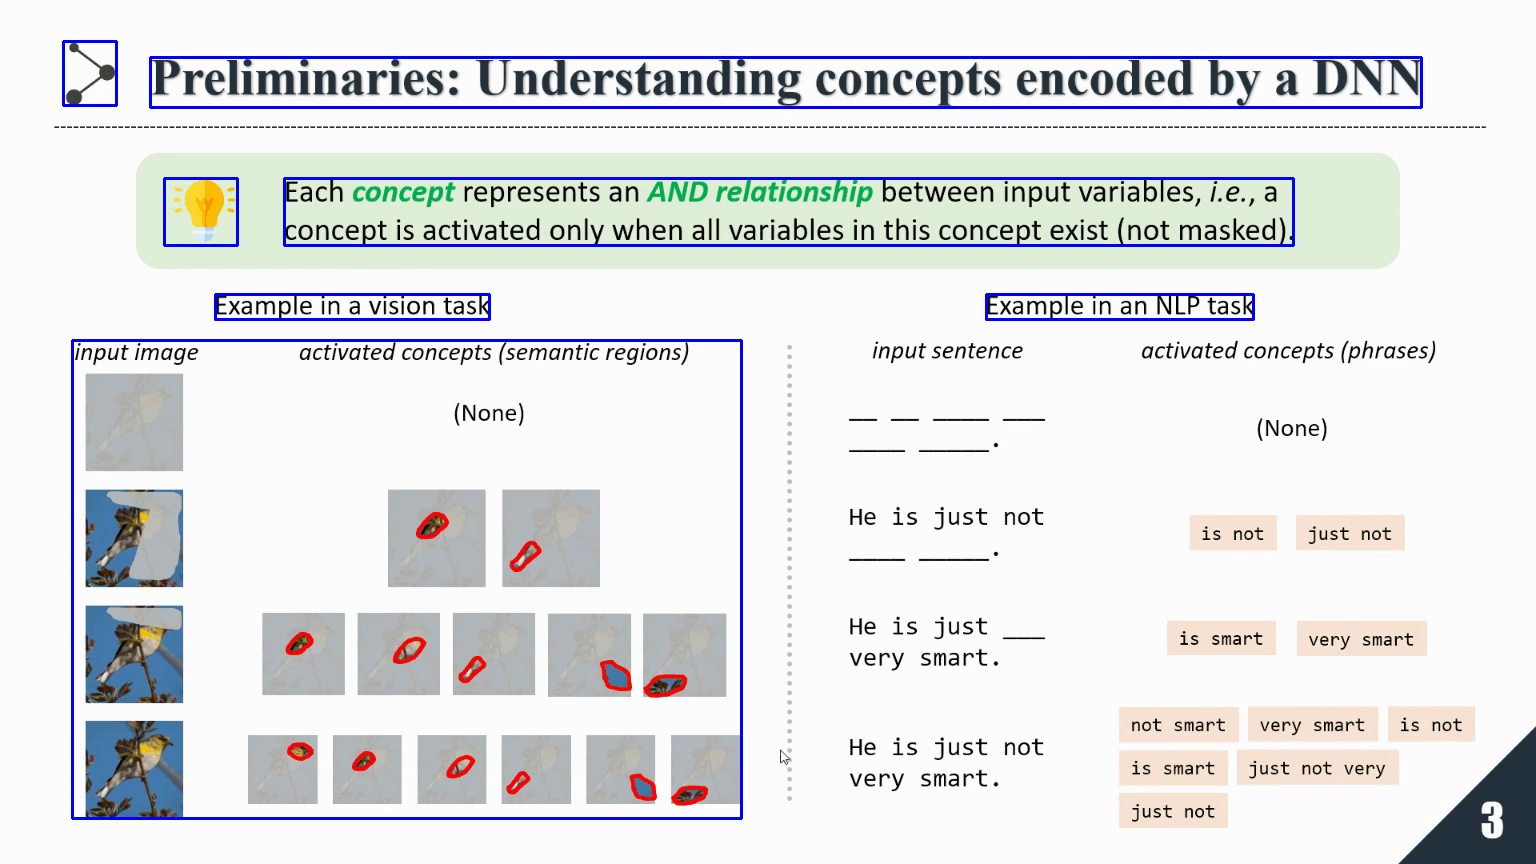 Preliminaries: Understanding concepts encoded by a DNN
Each concept represents an AND relationship between input variables, i.e., a
concept is activated only when all variables in this concept exist (not masked).
Example in a vision task
input image activated concepts (semantic regions)
(None)
Example in an NLP task
input sentence activated concepts (phrases)
__ __ ____ ___
____ _____.
(None)
He is just not
____ _____.
is not just not
He is just ___
very smart.
is smart very smart
He is just not
very smart.
not smart very smart is not
is smart just not very
just not
3